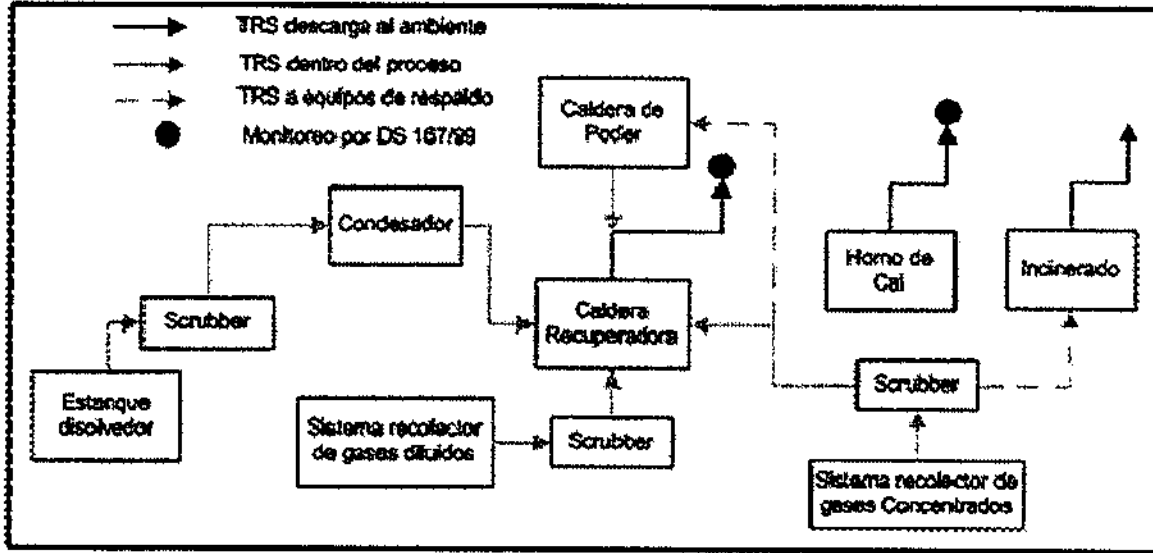 TRS descarga al ambiente
TRS dentro del proceso
TRS a equipos de respaldo
Monitoreo por DS 167/99
Caldera de
Poder
Condesador
Horno de
Cal
Incinerado
Scrubber
Caldera
Recuperadora
Estanque
disolvedor
Sistema recolector
de gases diluidos
Scrubber
Scrubber
Sistema recolector de
gases Concentrados